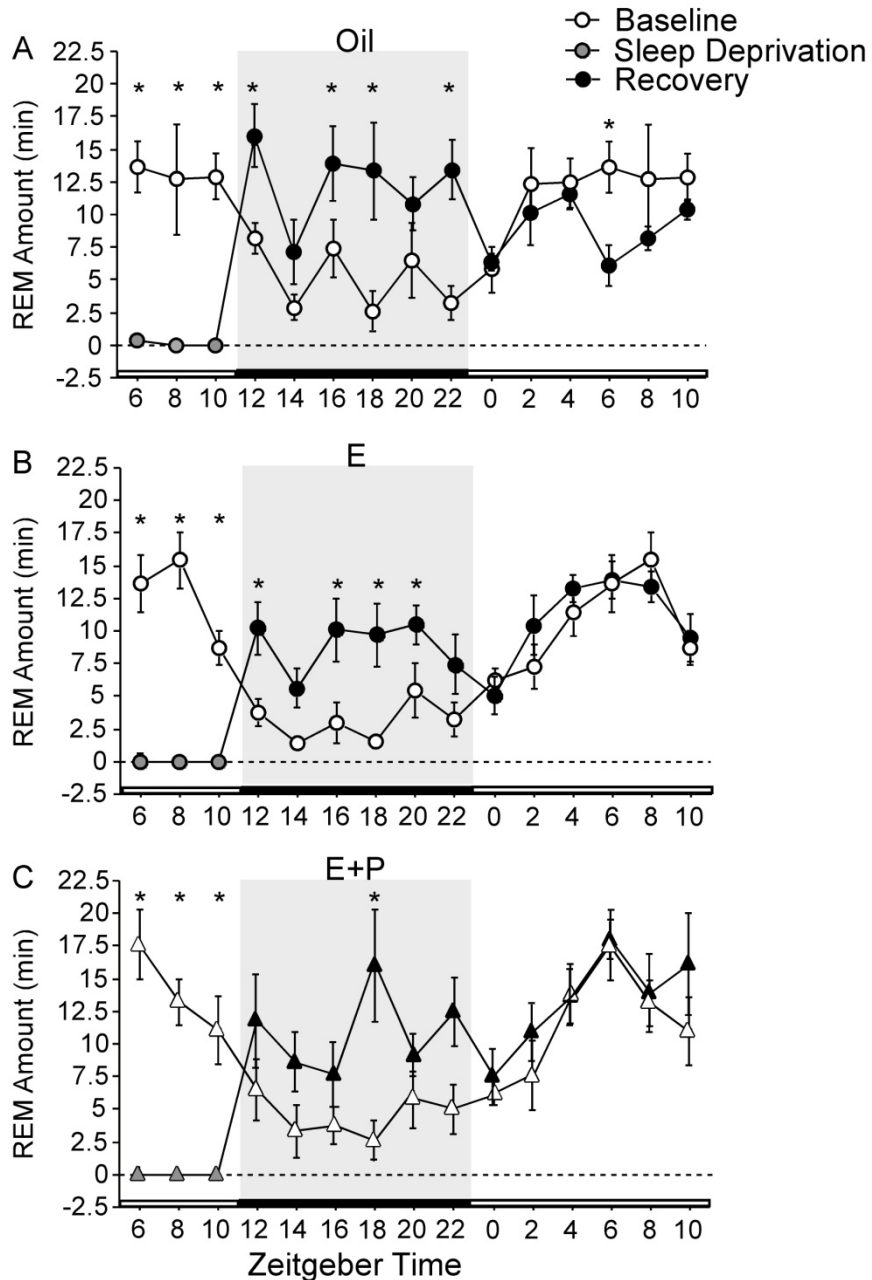 Baseline
Sleep Deprivation
Recovery
A
Oil
22.5
20
17.5
15
12.5
10
7.5
5
2.5
0
-2.5
REM Amount (min)
* * * * * * * *
6 8 10 12 14 16 18 20 22 0 2 4 6 8 10
B
E
22.5
20
17.5
15
12.5
10
7.5
5
2.5
0
-2.5
REM Amount (min)
* * * * * * *
6 8 10 12 14 16 18 20 22 0 2 4 6 8 10
C
E+P
22.5
20
17.5
15
12.5
10
7.5
5
2.5
0
-2.5
REM Amount (min)
* * * *
6 8 10 12 14 16 18 20 22 0 2 4 6 8 10
Zeitgeber Time